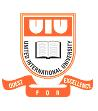 UIU
UNITED INTERNATIONAL UNIVERSITY
QUEST FOR EXCELLENCE